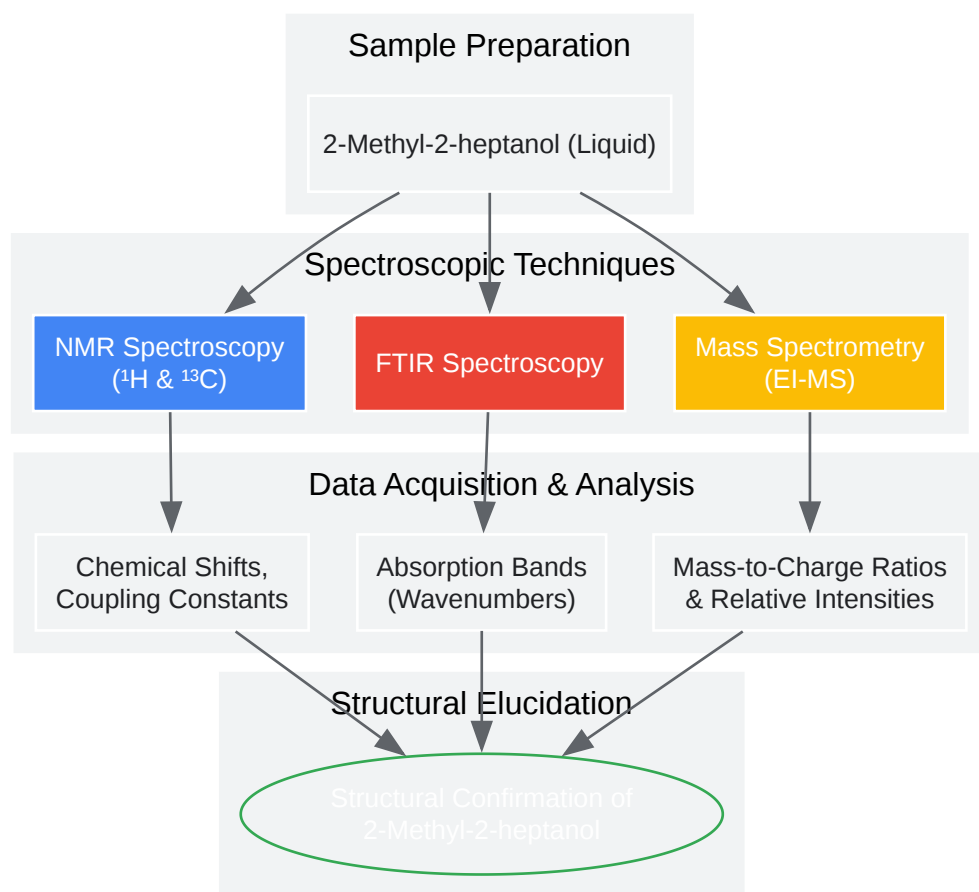 Sample Preparation
2-Methyl-2-heptanol (Liquid)
Spectroscopic Techniques
NMR Spectroscopy
(¹H & ¹³C)
FTIR Spectroscopy
Mass Spectrometry
(EI-MS)
Data Acquisition & Analysis
Chemical Shifts,
Coupling Constants
Absorption Bands
(Wavenumbers)
Mass-to-Charge Ratios
& Relative Intensities
Structural Elucidation
Structural Confirmation of
2-Methyl-2-heptanol